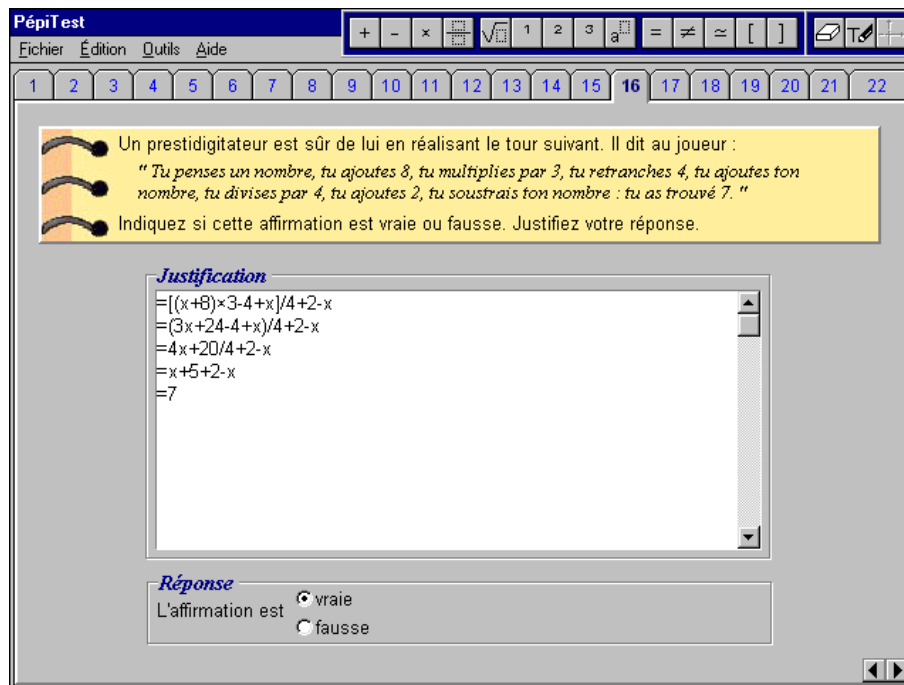 PépiTest
Fichier Édition Outils Aide
+ - × √ 1 2 3 a = ≠ ≃ [ ] T
1 2 3 4 5 6 7 8 9 10 11 12 13 14 15 16 17 18 19 20 21 22
Un prestidigitateur est sûr de lui en réalisant le tour suivant. Il dit au joueur :
" Tu penses un nombre, tu ajoutes 8, tu multiplies par 3, tu retranches 4, tu ajoutes ton
nombre, tu divises par 4, tu ajoutes 2, tu soustrais ton nombre : tu as trouvé 7. "
Indiquez si cette affirmation est vraie ou fausse. Justifiez votre réponse.
Justification
=[(x+8)×3-4+x]/4+2-x
=(3x+24-4+x)/4+2-x
=4x+20/4+2-x
=x+5+2-x
=7
Réponse
L'affirmation est
vraie
fausse